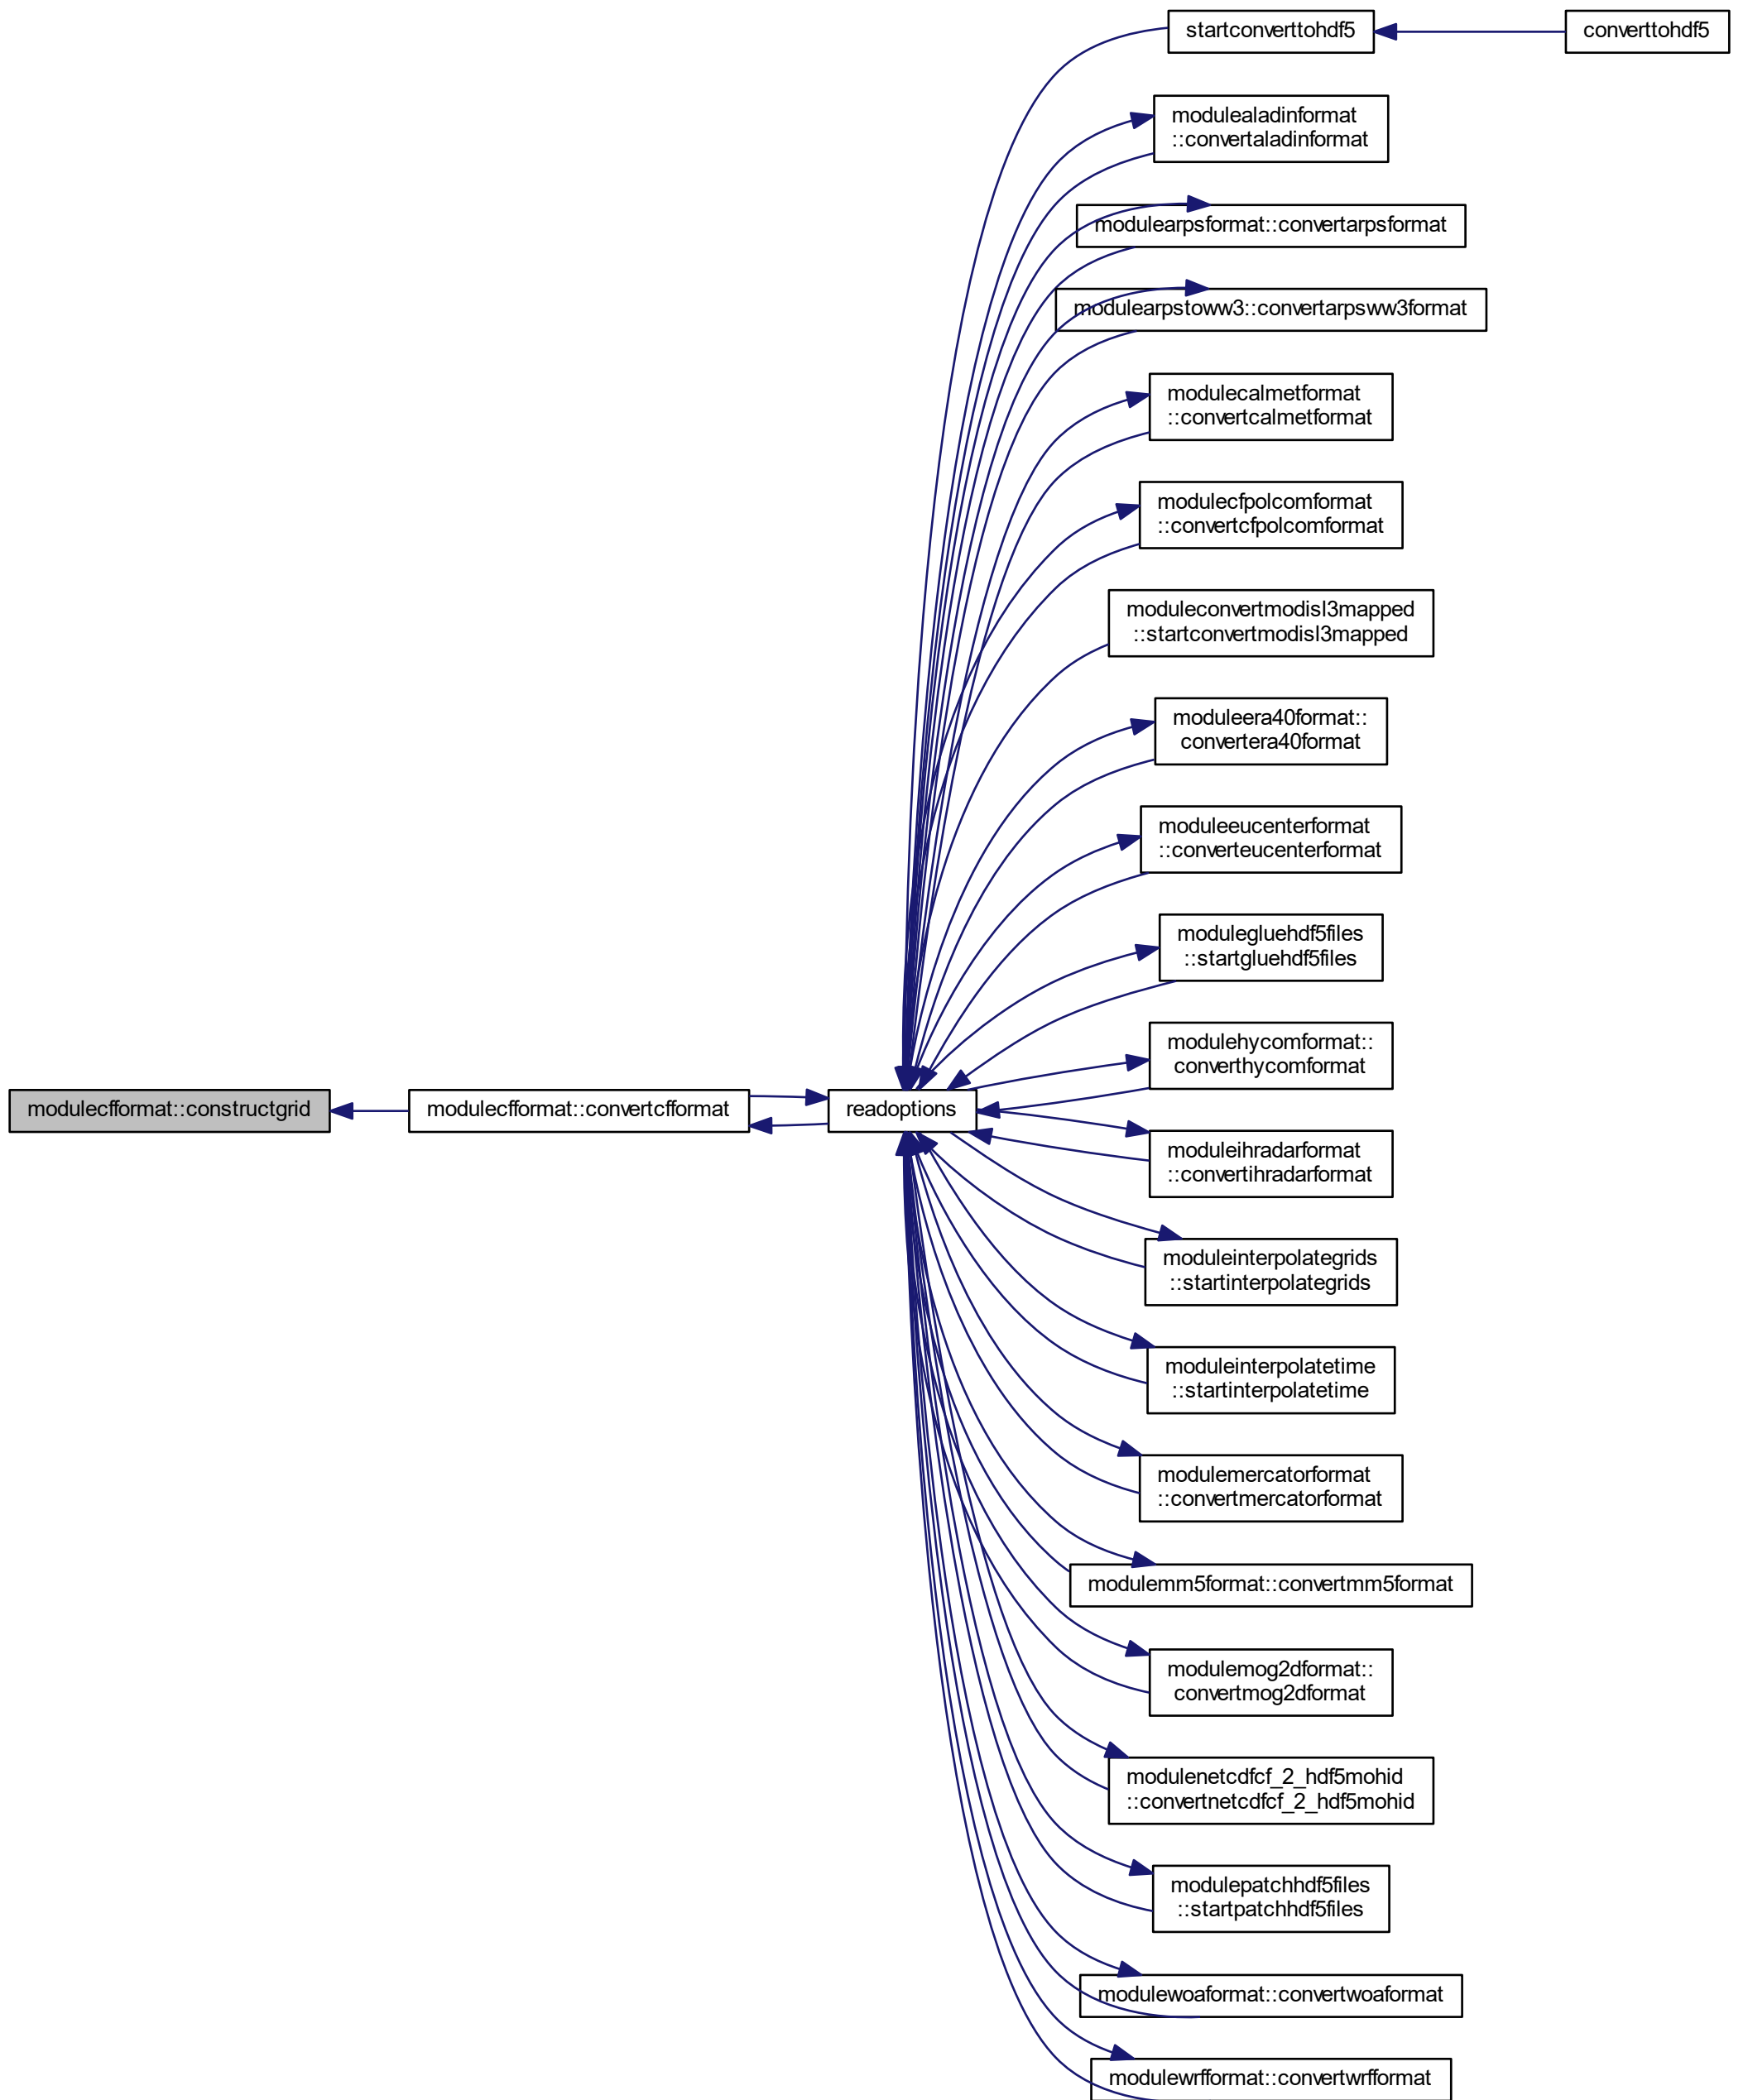 startconverttohdf5
converttohdf5
modulealadinformat
::convertaladinformat
modulearpsformat::convertarpsformat
modulearpstoww3::convertarpsww3format
modulecalmetformat
::convertcalmetformat
modulecfpolcomformat
::convertcfpolcomformat
moduleconvertmodisl3mapped
::startconvertmodisl3mapped
moduleera40format::
convertera40format
moduleeucenterformat
::converteucenterformat
modulegluehdf5files
::startgluehdf5files
modulehycomformat::
converthycomformat
modulecfformat::constructgrid
modulecfformat::convertcfformat
readoptions
moduleihradarformat
::convertihradarformat
moduleinterpolategrids
::startinterpolategrids
moduleinterpolatetime
::startinterpolatetime
modulemercatorformat
::convertmercatorformat
modulemm5format::convertmm5format
modulemog2dformat::
convertmog2dformat
modulenetcdfcf_2_hdf5mohid
::convertnetcdfcf_2_hdf5mohid
modulepatchhdf5files
::startpatchhdf5files
modulewoaformat::convertwoaformat
modulewrfformat::convertwrfformat